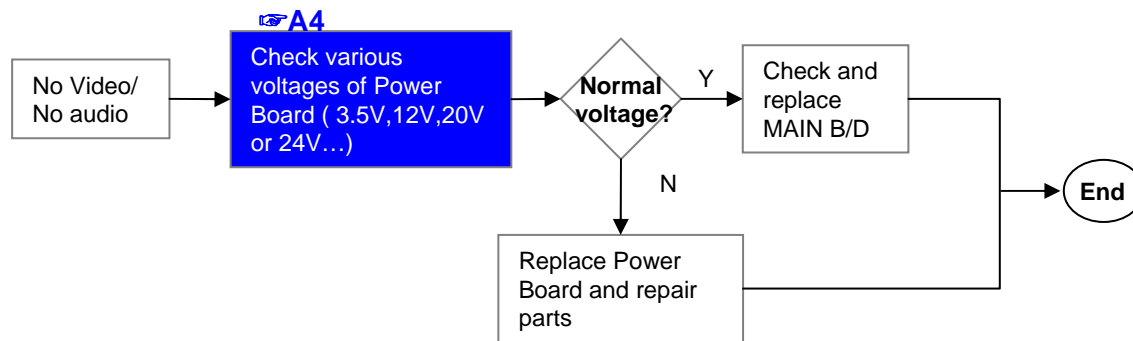 ☞A4
No Video/
No audio
Check various
voltages of Power
Board ( 3.5V,12V,20V
or 24V…)
Normal
voltage?
Y
Check and
replace
MAIN B/D
N
End
Replace Power
Board and repair
parts